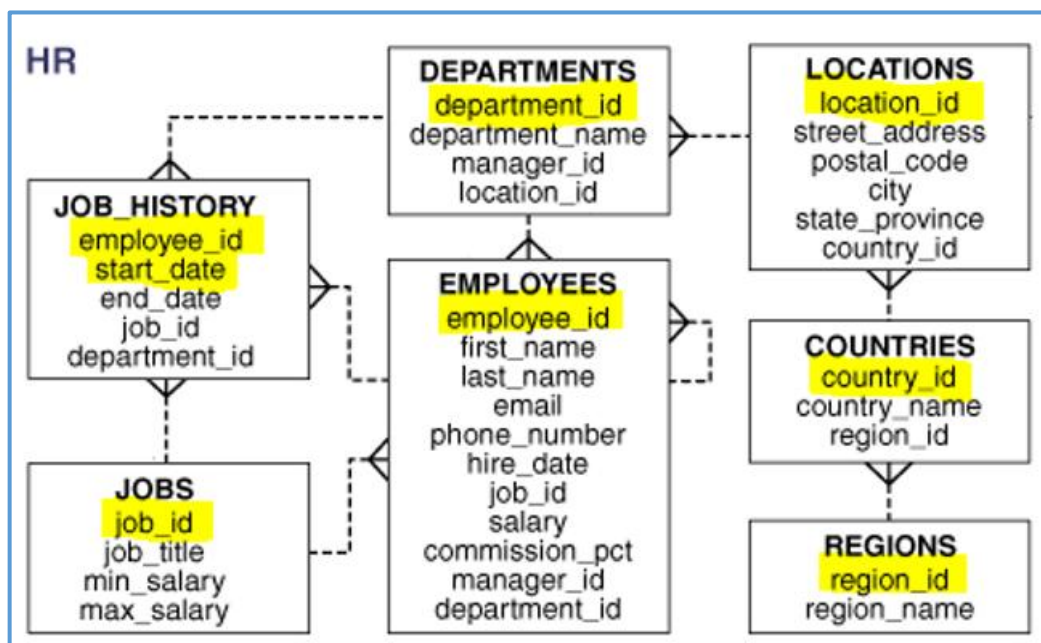 HR
DEPARTMENTS
department_id
department_name
manager_id
location_id
LOCATIONS
location_id
street_address
postal_code
city
state_province
country_id
JOB_HISTORY
employee_id
start_date
end_date
job_id
department_id
EMPLOYEES
employee_id
first_name
last_name
email
phone_number
hire_date
job_id
salary
commission_pct
manager_id
department_id
COUNTRIES
country_id
country_name
region_id
JOBS
job_id
job_title
min_salary
max_salary
REGIONS
region_id
region_name